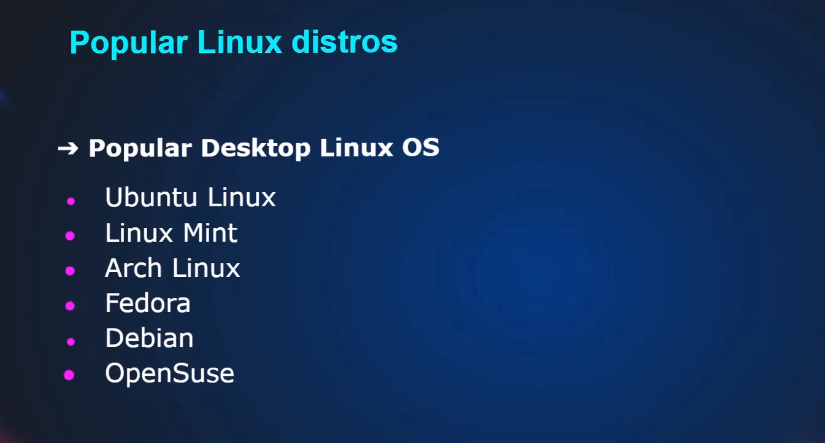 Popular Linux distros
➔ Popular Desktop Linux OS
• Ubuntu Linux
• Linux Mint
• Arch Linux
• Fedora
• Debian
• OpenSuse